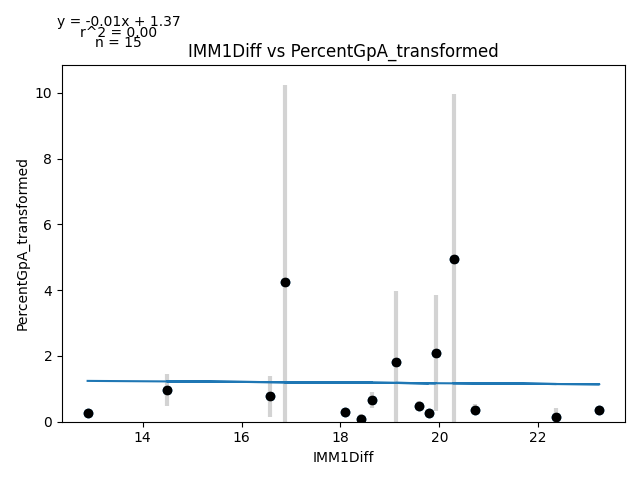 y = -0.01x + 1.37
r^2 = 0.00
n = 15
IMM1Diff vs PercentGpA_transformed
10
8
6
4
2
0
PercentGpA_transformed
14 16 18 20 22
IMM1Diff